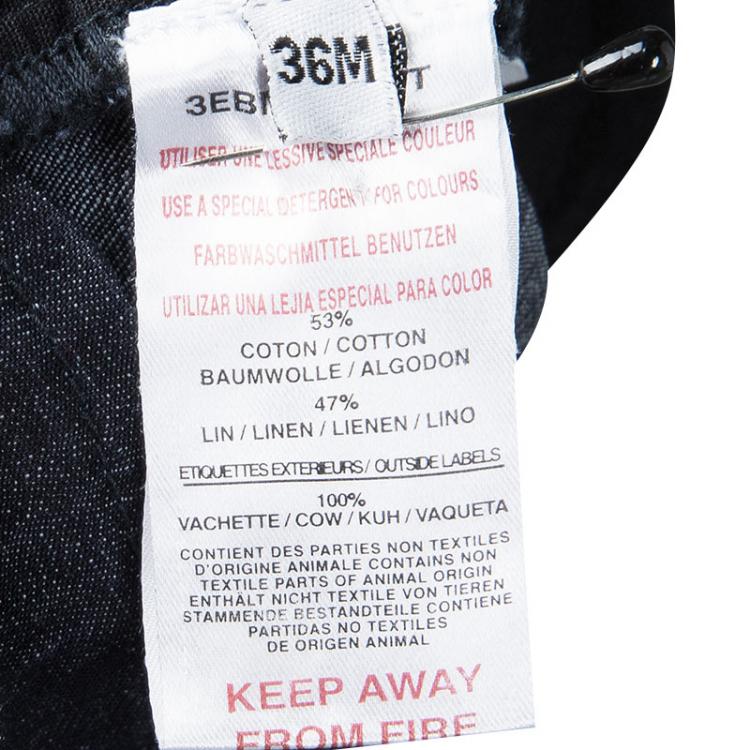 36M
3EB
T
UTILISER UNE LESSIVE SPECIALE COULEUR
USE A SPECIAL DETERGENT FOR COLOURS
FARBWASCHMITTEL BENUTZEN
UTILIZAR UNA LEJIA ESPECIAL PARA COLOR
53%
COTON / COTTON
BAUMWOLLE / ALGODON
47%
LIN / LINEN / LIENEN / LINO
ETIQUETTES EXTERIEURS / OUTSIDE LABELS
100%
VACHETTE / COW / KUH / VAQUETA
CONTIENT DES PARTIES NON TEXTILES
D'ORIGINE ANIMALE CONTAINS NON
TEXTILE PARTS OF ANIMAL ORIGIN
ENTHÄLT NICHT TEXTILE VON TIEREN
STAMMENDE BESTANDTEILE CONTIENE
PARTIDAS NO TEXTILES
DE ORIGEN ANIMAL
KEEP AWAY
FROM FIRE